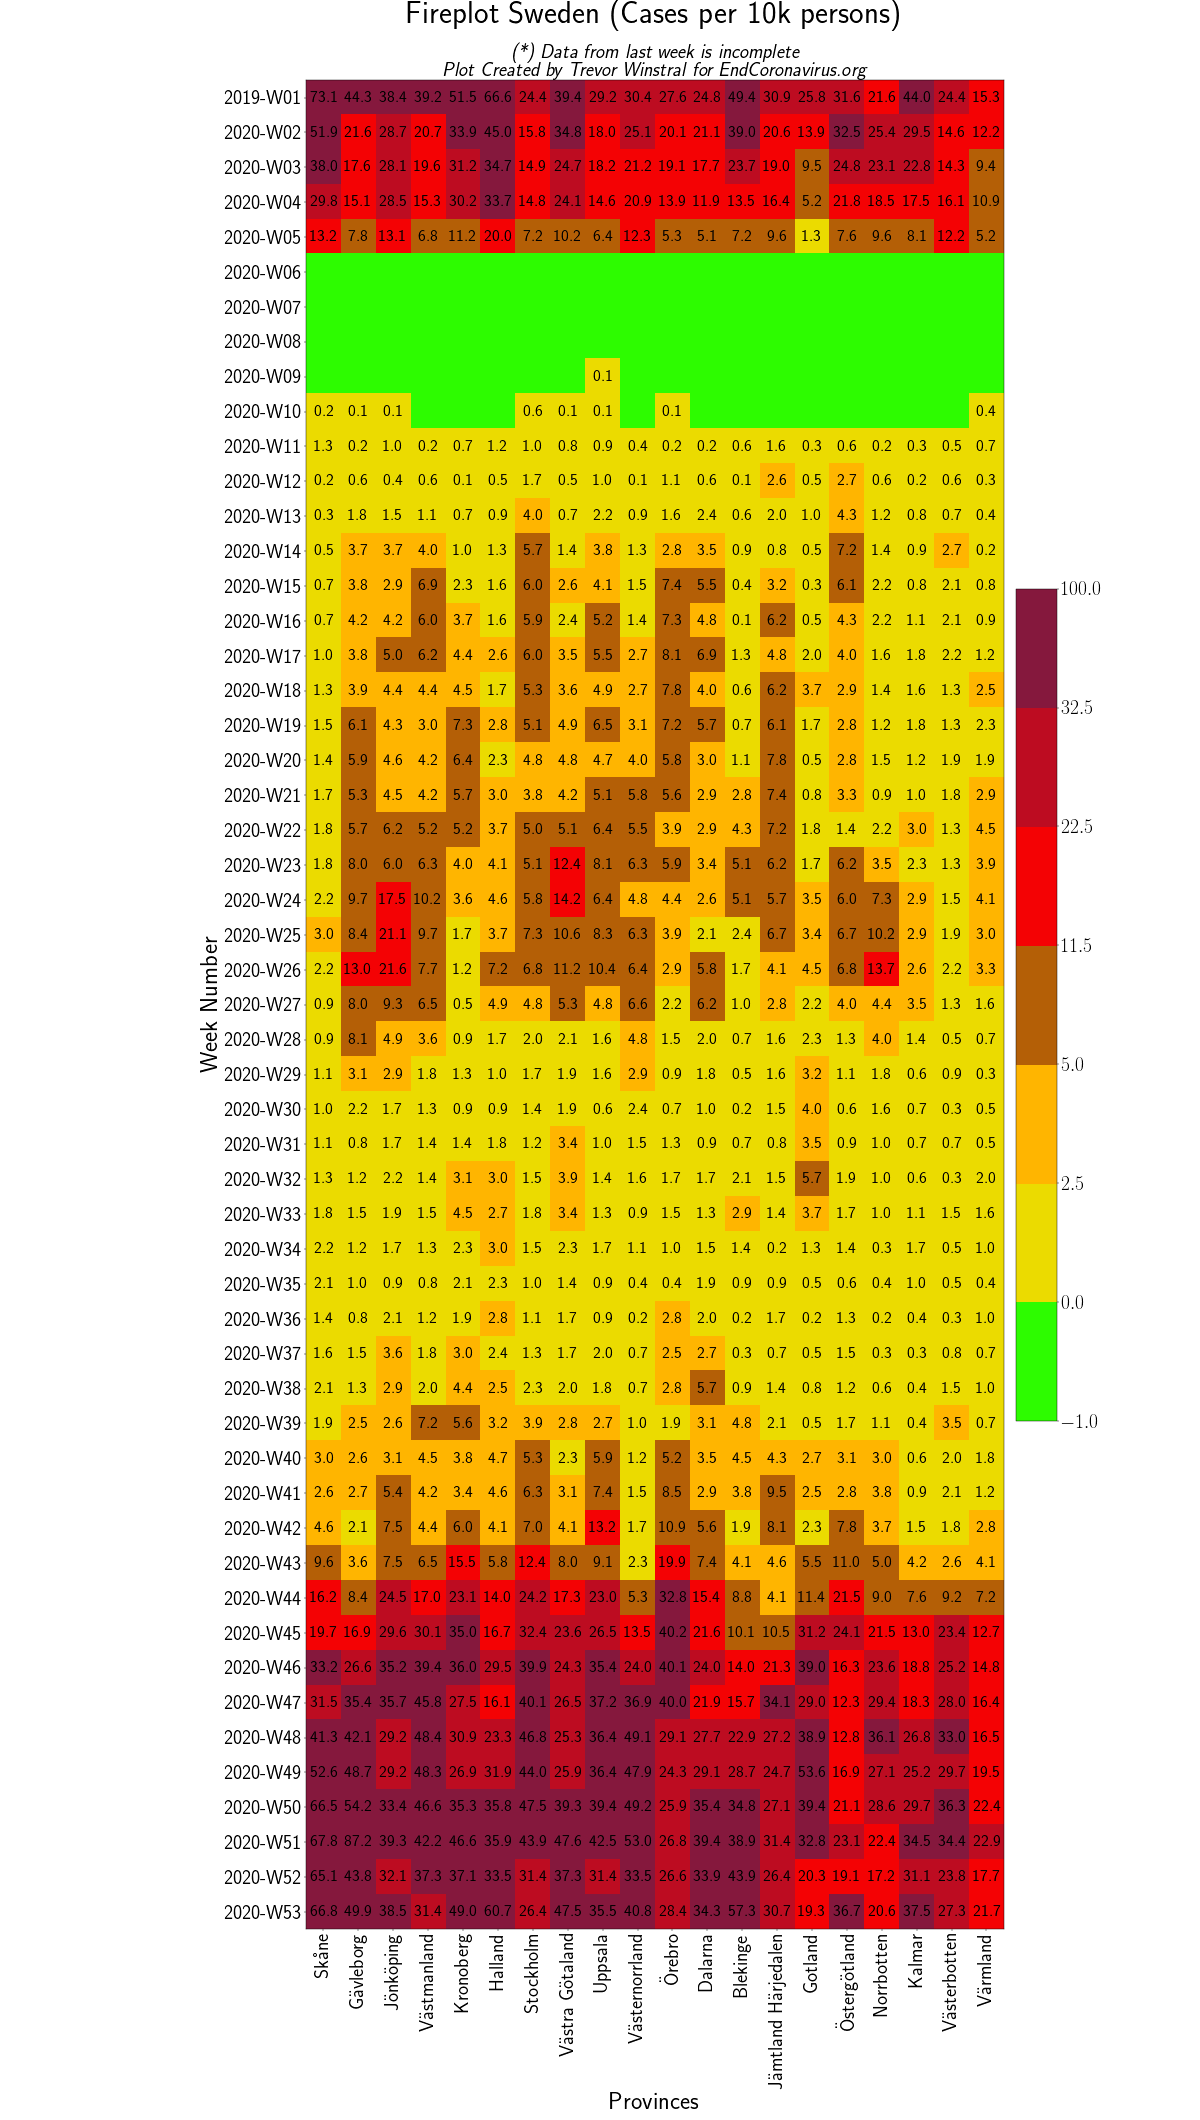 Fireplot Sweden (Cases per 10k persons)
(*) Data from last week is incomplete
Plot Created by Trevor Winstral for EndCoronavirus.org
2019-W01 73.1 44.3 38.4 39.2 51.5 66.6 24.4 39.4 29.2 30.4 27.6 24.8 49.4 30.9 25.8 31.6 21.6 44.0 24.4 15.3
2020-W02 51.9 21.6 28.7 20.7 33.9 45.0 15.8 34.8 18.0 25.1 20.1 21.1 39.0 20.6 13.9 32.5 25.4 29.5 14.6 12.2
2020-W03 38.0 17.6 28.1 19.6 31.2 34.7 14.9 24.7 18.2 21.2 19.1 17.7 23.7 19.0 9.5 24.8 23.1 22.8 14.3 9.4
2020-W04 29.8 15.1 28.5 15.3 30.2 33.7 14.8 24.1 14.6 20.9 13.9 11.9 13.5 16.4 5.2 21.8 18.5 17.5 16.1 10.9
2020-W05 13.2 7.8 13.1 6.8 11.2 20.0 7.2 10.2 6.4 12.3 5.3 5.1 7.2 9.6 1.3 7.6 9.6 8.1 12.2 5.2
2020-W06
2020-W07
2020-W08
2020-W09 0.1
2020-W10 0.2 0.1 0.1 0.6 0.1 0.1 0.1 0.4
2020-W11 1.3 0.2 1.0 0.2 0.7 1.2 1.0 0.8 0.9 0.4 0.2 0.2 0.6 1.6 0.3 0.6 0.2 0.3 0.5 0.7
2020-W12 0.2 0.6 0.4 0.6 0.1 0.5 1.7 0.5 1.0 0.1 1.1 0.6 0.1 2.6 0.5 2.7 0.6 0.2 0.6 0.3
2020-W13 0.3 1.8 1.5 1.1 0.7 0.9 4.0 0.7 2.2 0.9 1.6 2.4 0.6 2.0 1.0 4.3 1.2 0.8 0.7 0.4
2020-W14 0.5 3.7 3.7 4.0 1.0 1.3 5.7 1.4 3.8 1.3 2.8 3.5 0.9 0.8 0.5 7.2 1.4 0.9 2.7 0.2
2020-W15 0.7 3.8 2.9 6.9 2.3 1.6 6.0 2.6 4.1 1.5 7.4 5.5 0.4 3.2 0.3 6.1 2.2 0.8 2.1 0.8
2020-W16 0.7 4.2 4.2 6.0 3.7 1.6 5.9 2.4 5.2 1.4 7.3 4.8 0.1 6.2 0.5 4.3 2.2 1.1 2.1 0.9
2020-W17 1.0 3.8 5.0 6.2 4.4 2.6 6.0 3.5 5.5 2.7 8.1 6.9 1.3 4.8 2.0 4.0 1.6 1.8 2.2 1.2
2020-W18 1.3 3.9 4.4 4.4 4.5 1.7 5.3 3.6 4.9 2.7 7.8 4.0 0.6 6.2 3.7 2.9 1.4 1.6 1.3 2.5
2020-W19 1.5 6.1 4.3 3.0 7.3 2.8 5.1 4.9 6.5 3.1 7.2 5.7 0.7 6.1 1.7 2.8 1.2 1.8 1.3 2.3
2020-W20 1.4 5.9 4.6 4.2 6.4 2.3 4.8 4.8 4.7 4.0 5.8 3.0 1.1 7.8 0.5 2.8 1.5 1.2 1.9 1.9
2020-W21 1.7 5.3 4.5 4.2 5.7 3.0 3.8 4.2 5.1 5.8 5.6 2.9 2.8 7.4 0.8 3.3 0.9 1.0 1.8 2.9
2020-W22 1.8 5.7 6.2 5.2 5.2 3.7 5.0 5.1 6.4 5.5 3.9 2.9 4.3 7.2 1.8 1.4 2.2 3.0 1.3 4.5
2020-W23 1.8 8.0 6.0 6.3 4.0 4.1 5.1 12.4 8.1 6.3 5.9 3.4 5.1 6.2 1.7 6.2 3.5 2.3 1.3 3.9
2020-W24 2.2 9.7 17.5 10.2 3.6 4.6 5.8 14.2 6.4 4.8 4.4 2.6 5.1 5.7 3.5 6.0 7.3 2.9 1.5 4.1
2020-W25 3.0 8.4 21.1 9.7 1.7 3.7 7.3 10.6 8.3 6.3 3.9 2.1 2.4 6.7 3.4 6.7 10.2 2.9 1.9 3.0
2020-W26 2.2 13.0 21.6 7.7 1.2 7.2 6.8 11.2 10.4 6.4 2.9 5.8 1.7 4.1 4.5 6.8 13.7 2.6 2.2 3.3
2020-W27 0.9 8.0 9.3 6.5 0.5 4.9 4.8 5.3 4.8 6.6 2.2 6.2 1.0 2.8 2.2 4.0 4.4 3.5 1.3 1.6
2020-W28 0.9 8.1 4.9 3.6 0.9 1.7 2.0 2.1 1.6 4.8 1.5 2.0 0.7 1.6 2.3 1.3 4.0 1.4 0.5 0.7
2020-W29 1.1 3.1 2.9 1.8 1.3 1.0 1.7 1.9 1.6 2.9 0.9 1.8 0.5 1.6 3.2 1.1 1.8 0.6 0.9 0.3
2020-W30 1.0 2.2 1.7 1.3 0.9 0.9 1.4 1.9 0.6 2.4 0.7 1.0 0.2 1.5 4.0 0.6 1.6 0.7 0.3 0.5
2020-W31 1.1 0.8 1.7 1.4 1.4 1.8 1.2 3.4 1.0 1.5 1.3 0.9 0.7 0.8 3.5 0.9 1.0 0.7 0.7 0.5
2020-W32 1.3 1.2 2.2 1.4 3.1 3.0 1.5 3.9 1.4 1.6 1.7 1.7 2.1 1.5 5.7 1.9 1.0 0.6 0.3 2.0
2020-W33 1.8 1.5 1.9 1.5 4.5 2.7 1.8 3.4 1.3 0.9 1.5 1.3 2.9 1.4 3.7 1.7 1.0 1.1 1.5 1.6
2020-W34 2.2 1.2 1.7 1.3 2.3 3.0 1.5 2.3 1.7 1.1 1.0 1.5 1.4 0.2 1.3 1.4 0.3 1.7 0.5 1.0
2020-W35 2.1 1.0 0.9 0.8 2.1 2.3 1.0 1.4 0.9 0.4 0.4 1.9 0.9 0.9 0.5 0.6 0.4 1.0 0.5 0.4
2020-W36 1.4 0.8 2.1 1.2 1.9 2.8 1.1 1.7 0.9 0.2 2.8 2.0 0.2 1.7 0.2 1.3 0.2 0.4 0.3 1.0
2020-W37 1.6 1.5 3.6 1.8 3.0 2.4 1.3 1.7 2.0 0.7 2.5 2.7 0.3 0.7 0.5 1.5 0.3 0.3 0.8 0.7
2020-W38 2.1 1.3 2.9 2.0 4.4 2.5 2.3 2.0 1.8 0.7 2.8 5.7 0.9 1.4 0.8 1.2 0.6 0.4 1.5 1.0
2020-W39 1.9 2.5 2.6 7.2 5.6 3.2 3.9 2.8 2.7 1.0 1.9 3.1 4.8 2.1 0.5 1.7 1.1 0.4 3.5 0.7
2020-W40 3.0 2.6 3.1 4.5 3.8 4.7 5.3 2.3 5.9 1.2 5.2 3.5 4.5 4.3 2.7 3.1 3.0 0.6 2.0 1.8
2020-W41 2.6 2.7 5.4 4.2 3.4 4.6 6.3 3.1 7.4 1.5 8.5 2.9 3.8 9.5 2.5 2.8 3.8 0.9 2.1 1.2
2020-W42 4.6 2.1 7.5 4.4 6.0 4.1 7.0 4.1 13.2 1.7 10.9 5.6 1.9 8.1 2.3 7.8 3.7 1.5 1.8 2.8
2020-W43 9.6 3.6 7.5 6.5 15.5 5.8 12.4 8.0 9.1 2.3 19.9 7.4 4.1 4.6 5.5 11.0 5.0 4.2 2.6 4.1
2020-W44 16.2 8.4 24.5 17.0 23.1 14.0 24.2 17.3 23.0 5.3 32.8 15.4 8.8 4.1 11.4 21.5 9.0 7.6 9.2 7.2
2020-W45 19.7 16.9 29.6 30.1 35.0 16.7 32.4 23.6 26.5 13.5 40.2 21.6 10.1 10.5 31.2 24.1 21.5 13.0 23.4 12.7
2020-W46 33.2 26.6 35.2 39.4 36.0 29.5 39.9 24.3 35.4 24.0 40.1 24.0 14.0 21.3 39.0 16.3 23.6 18.8 25.2 14.8
2020-W47 31.5 35.4 35.7 45.8 27.5 16.1 40.1 26.5 37.2 36.9 40.0 21.9 15.7 34.1 29.0 12.3 29.4 18.3 28.0 16.4
2020-W48 41.3 42.1 29.2 48.4 30.9 23.3 46.8 25.3 36.4 49.1 29.1 27.7 22.9 27.2 38.9 12.8 36.1 26.8 33.0 16.5
2020-W49 52.6 48.7 29.2 48.3 26.9 31.9 44.0 25.9 36.4 47.9 24.3 29.1 28.7 24.7 53.6 16.9 27.1 25.2 29.7 19.5
2020-W50 66.5 54.2 33.4 46.6 35.3 35.8 47.5 39.3 39.4 49.2 25.9 35.4 34.8 27.1 39.4 21.1 28.6 29.7 36.3 22.4
2020-W51 67.8 87.2 39.3 42.2 46.6 35.9 43.9 47.6 42.5 53.0 26.8 39.4 38.9 31.4 32.8 23.1 22.4 34.5 34.4 22.9
2020-W52 65.1 43.8 32.1 37.3 37.1 33.5 31.4 37.3 31.4 33.5 26.6 33.9 43.9 26.4 20.3 19.1 17.2 31.1 23.8 17.7
2020-W53 66.8 49.9 38.5 31.4 49.0 60.7 26.4 47.5 35.5 40.8 28.4 34.3 57.3 30.7 19.3 36.7 20.6 37.5 27.3 21.7
Week Number
Skåne
Gävleborg
Jönköping
Västmanland
Kronoberg
Halland
Stockholm
Västra Götaland
Uppsala
Västernorrland
Örebro
Dalarna
Blekinge
Jämtland Härjedalen
Gotland
Östergötland
Norrbotten
Kalmar
Västerbotten
Värmland
Provinces
100.0
32.5
22.5
11.5
5.0
2.5
0.0
−1.0